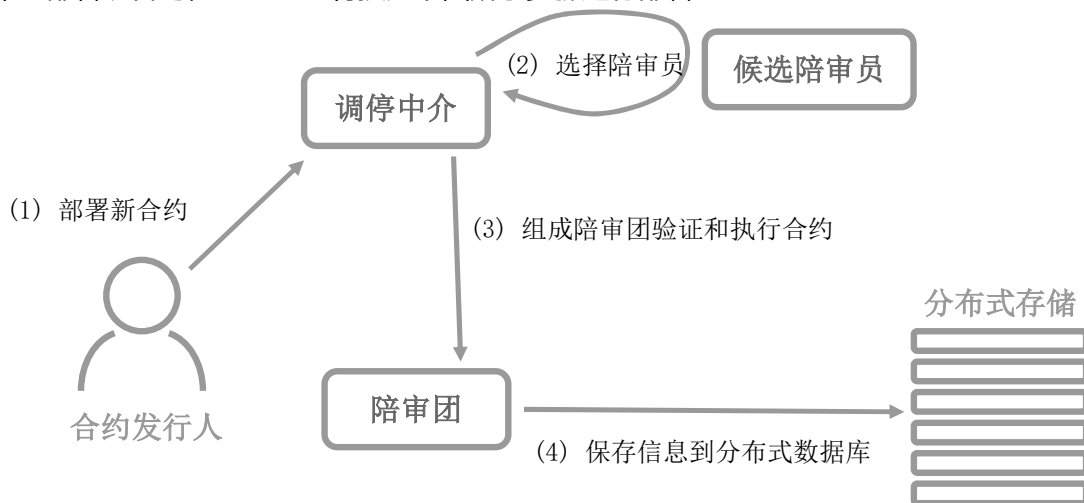 (2) 选择陪审员
候选陪审员
调停中介
(1) 部署新合约
(3) 组成陪审团验证和执行合约
分布式存储
陪审团
合约发行人
(4) 保存信息到分布式数据库